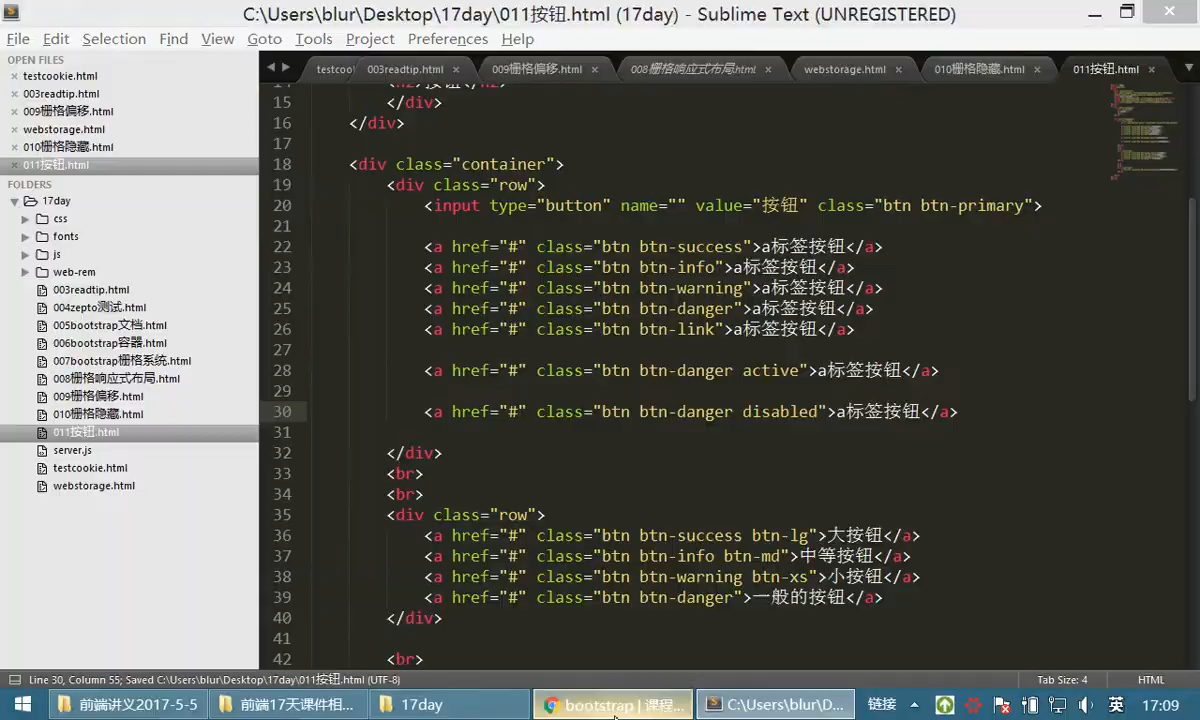 C:\Users\blur\Desktop\17day\011按钮.html (17day) - Sublime Text (UNREGISTERED)
File Edit Selection Find View Goto Tools Project Preferences Help
OPEN FILES
testcookie.html
003readtip.html
009栅格偏移.html
webstorage.html
010栅格隐藏.html
011按钮.html
FOLDERS
17day
css
fonts
js
web-rem
003readtip.html
004zepto测试.html
005bootstrap文档.html
006bootstrap容器.html
007bootstrap栅格系统.html
008栅格响应式布局.html
009栅格偏移.html
010栅格隐藏.html
011按钮.html
server.js
testcookie.html
webstorage.html
testcoo 003readtip.html 009栅格偏移.html 008栅格响应式布局.html webstorage.html 010栅格隐藏.html 011按钮.html
14 <h2>按钮</h2>
15 </div>
16 </div>
17
18 <div class="container">
19 <div class="row">
20 <input type="button" name="" value="按钮" class="btn btn-primary">
21
22 <a href="#" class="btn btn-success">a标签按钮</a>
23 <a href="#" class="btn btn-info">a标签按钮</a>
24 <a href="#" class="btn btn-warning">a标签按钮</a>
25 <a href="#" class="btn btn-danger">a标签按钮</a>
26 <a href="#" class="btn btn-link">a标签按钮</a>
27
28 <a href="#" class="btn btn-danger active">a标签按钮</a>
29
30 <a href="#" class="btn btn-danger disabled">a标签按钮</a>
31
32 </div>
33 <br>
34 <br>
35 <div class="row">
36 <a href="#" class="btn btn-success btn-lg">大按钮</a>
37 <a href="#" class="btn btn-info btn-md">中等按钮</a>
38 <a href="#" class="btn btn-warning btn-xs">小按钮</a>
39 <a href="#" class="btn btn-danger">一般的按钮</a>
40 </div>
41
42 <br>
Line 30, Column 55; Saved C:\Users\blur\Desktop\17day\011按钮.html (UTF-8) Tab Size: 4 HTML
前端讲义2017-5-5 前端17天课件相... 17day bootstrap | 课程... C:\Users\blur\D... 链接 英 17:09